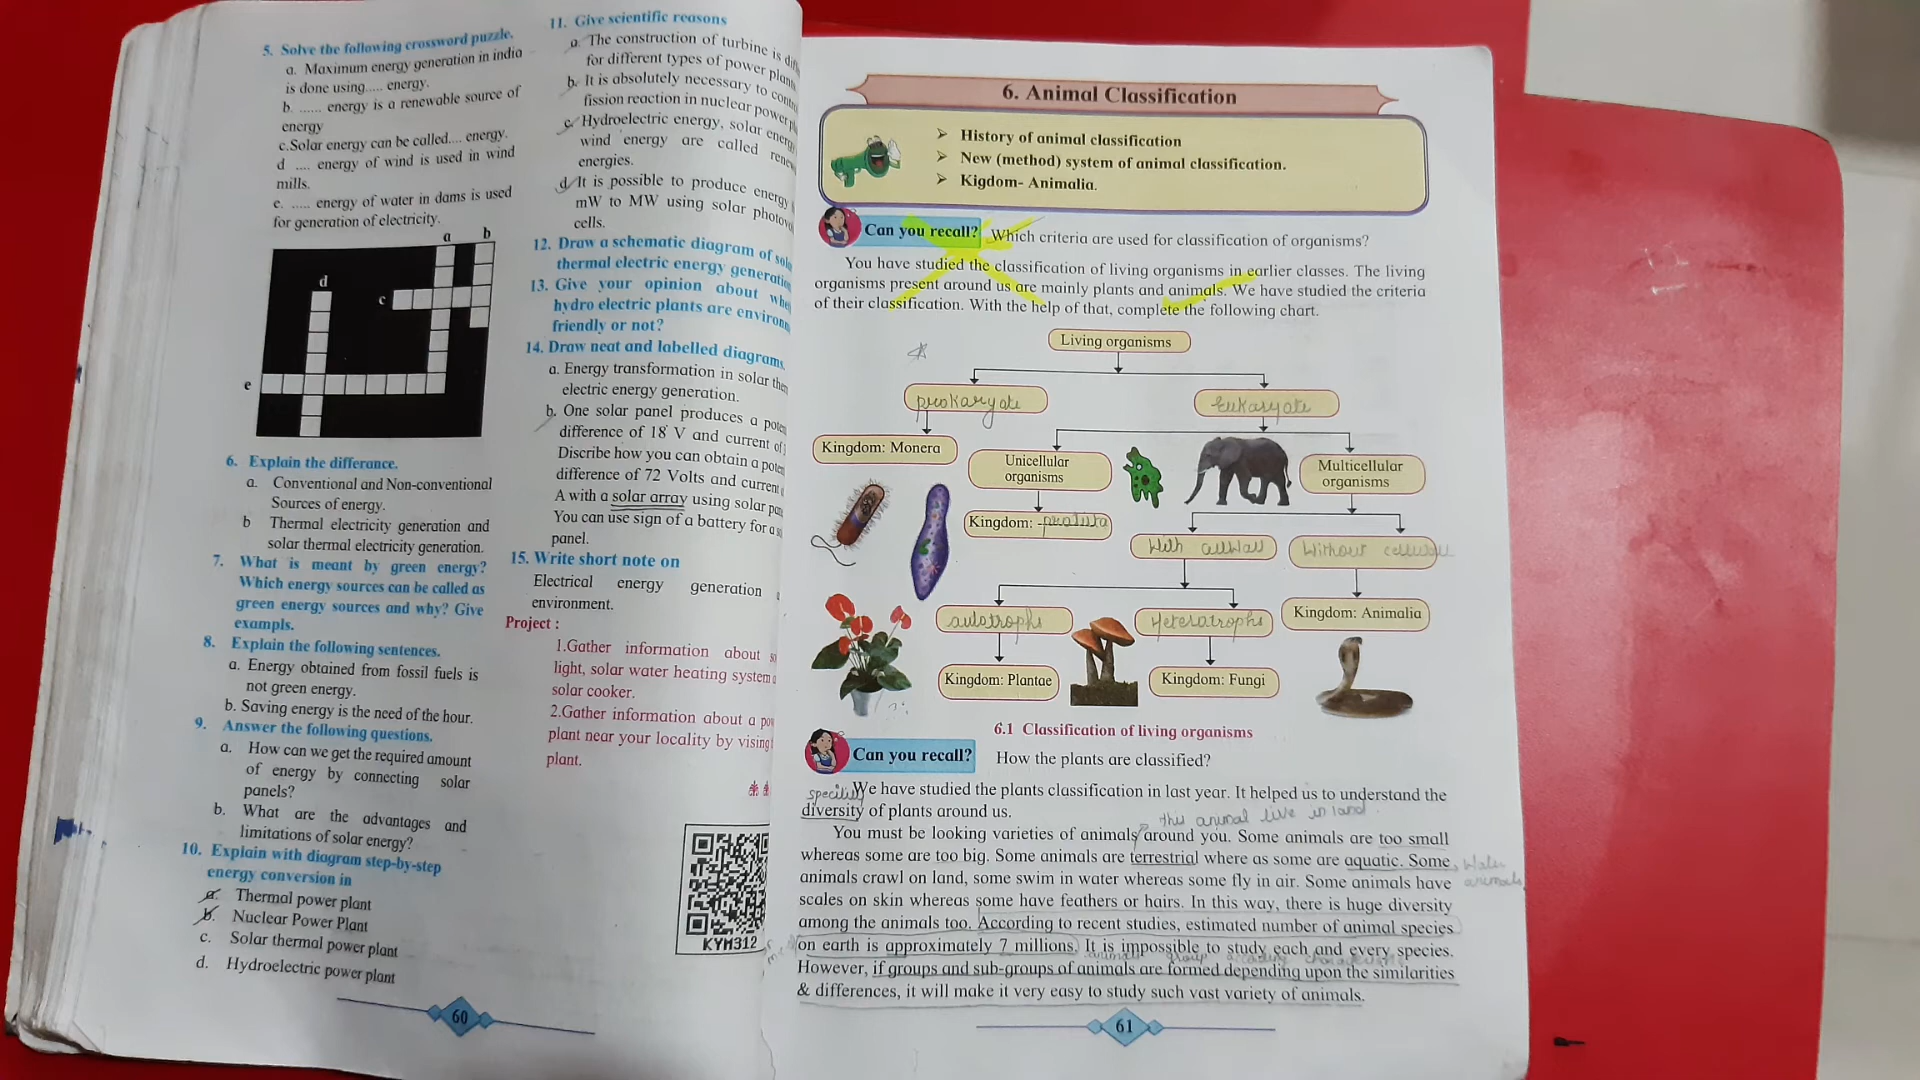 5. Solve the following crossword puzzle.
a. Maximum energy generation in india
is done using..... energy.
b. ...... energy is a renewable source of
energy
c.Solar energy can be called.... energy.
d .... energy of wind is used in wind
mills.
e. ..... energy of water in dams is used
for generation of electricity.
a b
d
c
e
6. Explain the differance.
a. Conventional and Non-conventional
Sources of energy.
b Thermal electricity generation and
solar thermal electricity generation.
7. What is meant by green energy?
Which energy sources can be called as
green energy sources and why? Give
exampls.
8. Explain the following sentences.
a. Energy obtained from fossil fuels is
not green energy.
b. Saving energy is the need of the hour.
9. Answer the following questions.
a. How can we get the required amount
of energy by connecting solar
panels?
b. What are the advantages and
limitations of solar energy?
10. Explain with diagram step-by-step
energy conversion in
a. Thermal power plant
b. Nuclear Power Plant
c. Solar thermal power plant
d. Hydroelectric power plant
60
11. Give scientific reasons
a. The construction of turbine is
for different types of power
b. It is absolutely necessary to
fission reaction in nuclear power
c. Hydroelectric energy, solar
wind energy are called
energies.
d. It is possible to produce energy
mW to MW using solar
cells.
12. Draw a schematic diagram of
thermal electric energy
13. Give your opinion about
hydro electric plants are
friendly or not?
14. Draw neat and labelled diagrams.
a. Energy transformation in solar
electric energy generation.
b. One solar panel produces a
difference of 18 V and current of
Discribe how you can obtain a
difference of 72 Volts and current
A with a solar array using solar
You can use sign of a battery for a
panel.
15. Write short note on
Electrical energy generation
environment.
Project :
1.Gather information about
light, solar water heating system
solar cooker.
2.Gather information about a
plant near your locality by vising
plant.
KYM312
6. Animal Classification
➢ History of animal classification
➢ New (method) system of animal classification.
➢ Kigdom- Animalia.
Can you recall? Which criteria are used for classification of organisms?
You have studied the classification of living organisms in earlier classes. The living
organisms present around us are mainly plants and animals. We have studied the criteria
of their classification. With the help of that, complete the following chart.
Living organisms
prokaryate
Eukaryate
Kingdom: Monera
Unicellular
organisms
Multicellular
organisms
Kingdom: protista
With cellwall
Without cellwall
autotrophs
Heterotrophs
Kingdom: Animalia
Kingdom: Plantae
Kingdom: Fungi
6.1 Classification of living organisms
Can you recall? How the plants are classified?
We have studied the plants classification in last year. It helped us to understand the
diversity of plants around us.
this animal live in land
You must be looking varieties of animals around you. Some animals are too small
whereas some are too big. Some animals are terrestrial where as some are aquatic. Some
water
animals crawl on land, some swim in water whereas some fly in air. Some animals have
animals
scales on skin whereas some have feathers or hairs. In this way, there is huge diversity
among the animals too. According to recent studies, estimated number of animal species
on earth is approximately 7 millions. It is impossible to study each and every species.
However, if groups and sub-groups of animals are formed depending upon the similarities
& differences, it will make it very easy to study such vast variety of animals.
61